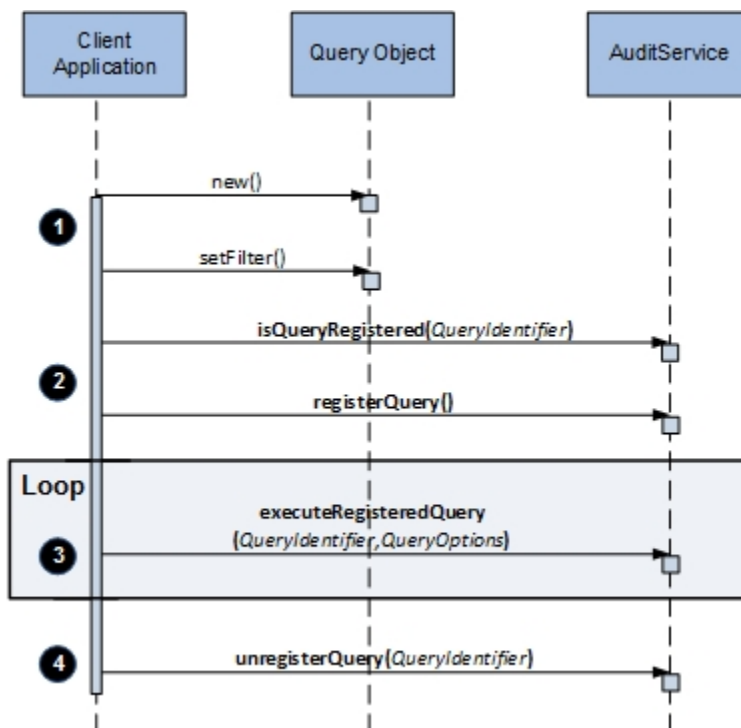 Client
Application
Query Object
AuditService
new()
1
setFilter()
isQueryRegistered(QueryIdentifier)
2
registerQuery()
Loop
executeRegisteredQuery
(QueryIdentifier,QueryOptions)
3
unregisterQuery(QueryIdentifier)
4